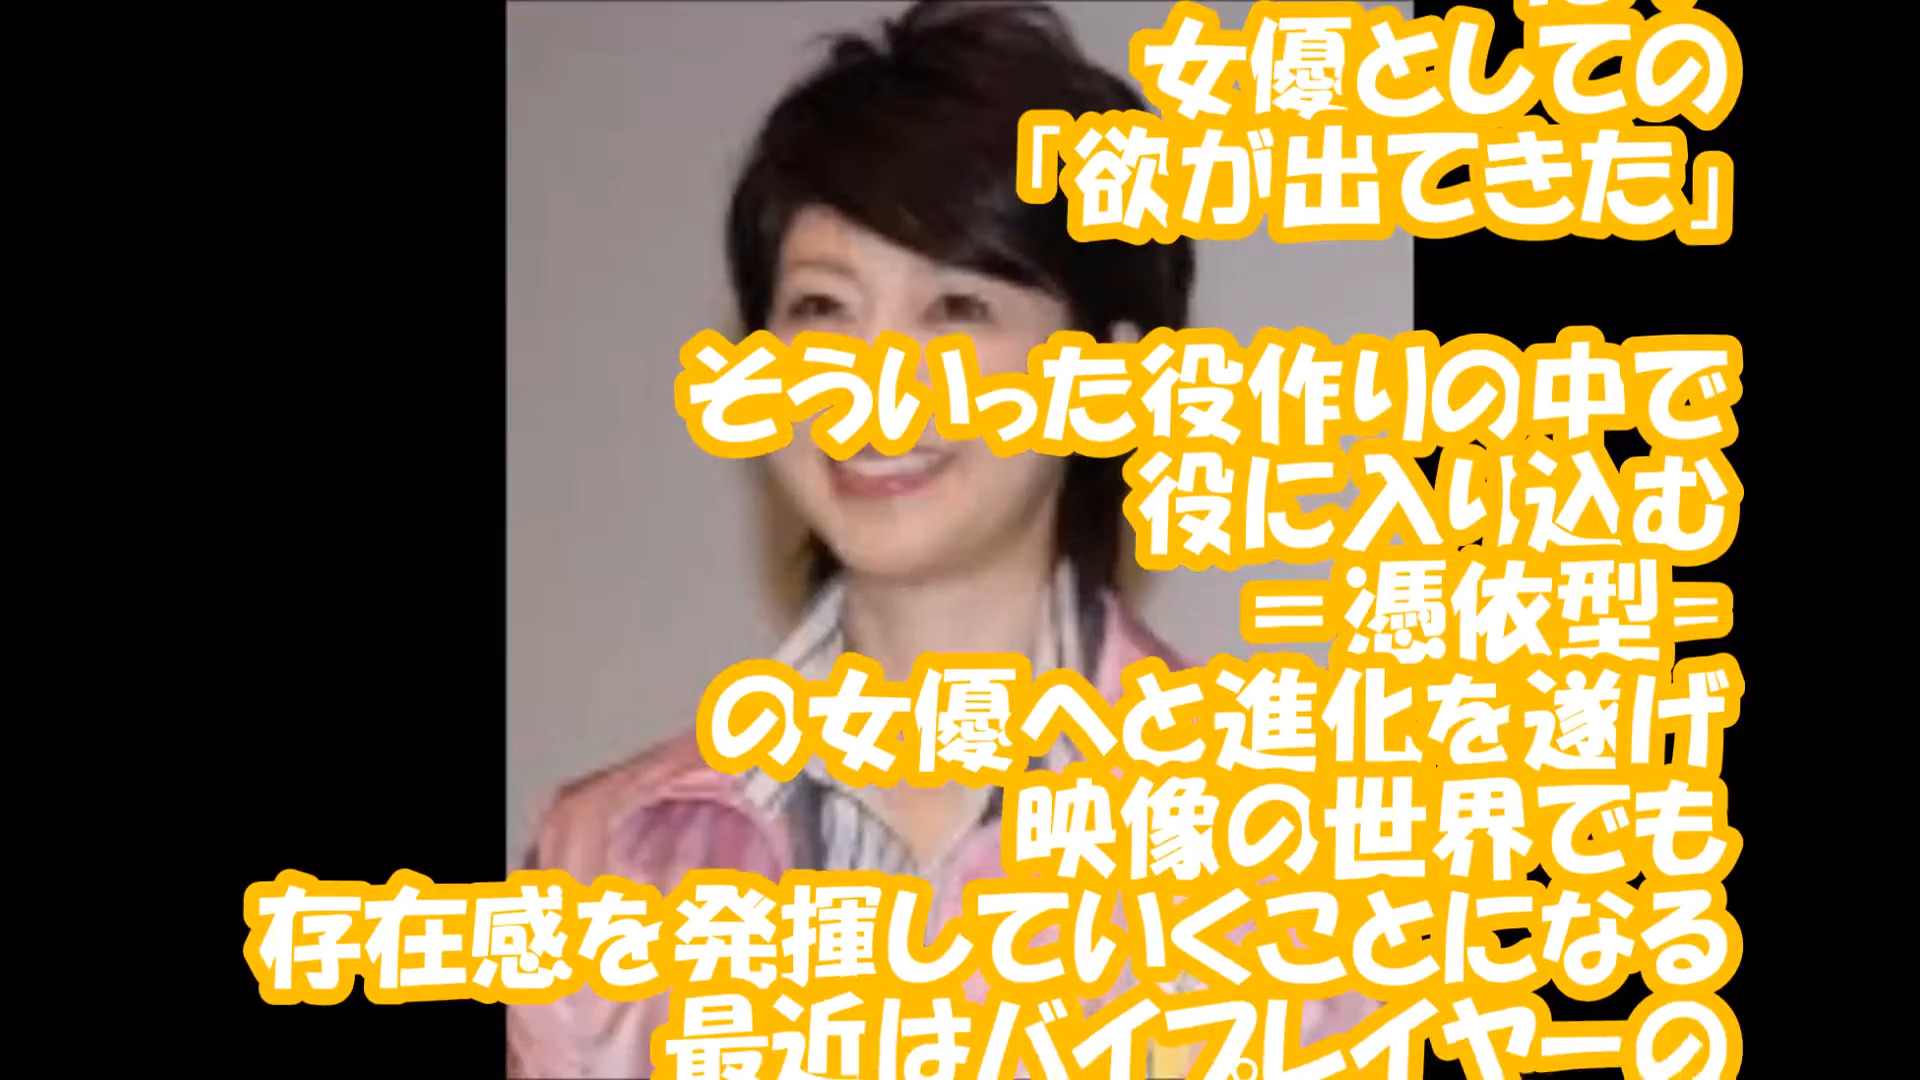 女優としての
「欲が出てきた」
そういった役作りの中で
役に入り込む
=憑依型=
の女優へと進化を遂げ
映像の世界でも
存在感を発揮していくことになる
最近はバイプレイヤーの